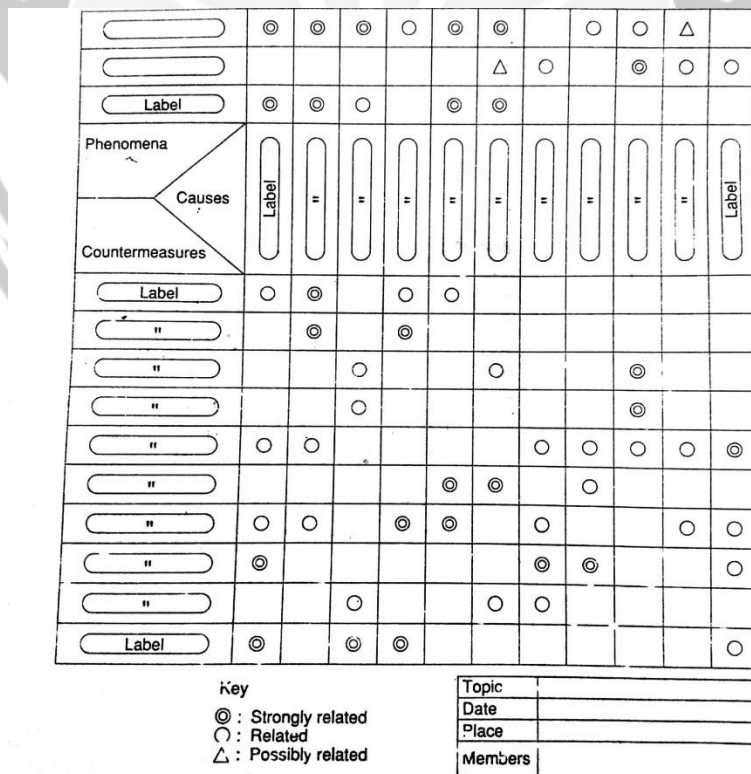 ◎ ◎ ◎ ○ ◎ ◎ ○ ○ △
△ ○ ◎ ○ ○
Label ◎ ◎ ○ ◎ ◎
Phenomena
Causes
Countermeasures
Label " " " " " " " " " Label
Label ○ ◎ ○ ○
" ◎ ◎
" ○ ○ ◎
" ○ ◎
" ○ ○ ○ ○ ○ ○ ◎
" ◎ ◎ ○
" ○ ○ ◎ ◎ ○ ○ ○
" ◎ ◎ ◎ ○
" ○ ○ ○
Label ◎ ◎ ◎ ○
Key
◎ : Strongly related
○ : Related
△ : Possibly related
Topic
Date
Place
Members